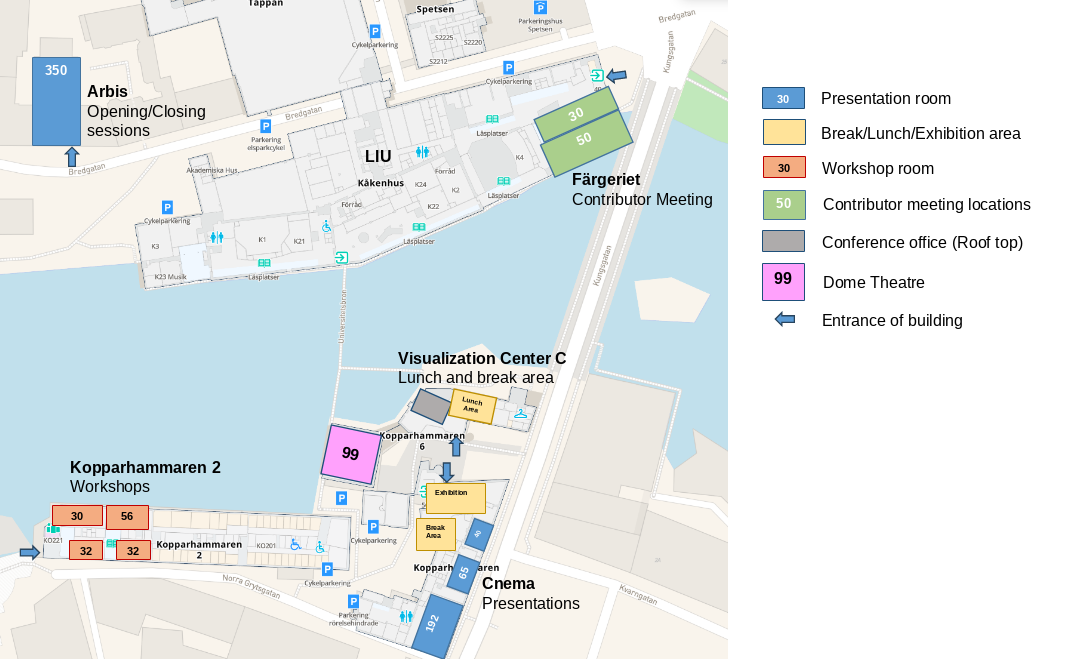 Täppan
Spetsen
S2225
S2220
S2212
P
Cykelparkering
P
Parkeringshus
Spetsen
Bredgatan
Kungsgatan
350
Arbis
Opening/Closing
sessions
Bredgatan
Bredgatan
P
Parkering
elsparkcykel
P
Cykelparkering
30
50
Läsplatser
LIU
Kåkenhus
Akademiska Hus
Förråd
K4
K24
K2
K22
Förråd
Läsplatser
Läsplatser
Färgeriet
Contributor Meeting
P
Cykelparkering
K3
K1
K21
K23 Musik
Läsplatser
Universitetsbron
Kungsgatan
Visualization Center C
Lunch and break area
Lunch
Area
Kopparhammaren
6
99
Kopparhammaren 2
Workshops
30
56
32
32
KO221
Kopparhammaren
2
KO201
P
P
Cykelparkering
P
Cykelparkering
Exhibition
Break
Area
40
65
192
Cnema
Presentations
Norra Grytsgatan
P
Parkering
rörelsehindrade
Kvarngatan
30
Presentation room
Break/Lunch/Exhibition area
30
Workshop room
50
Contributor meeting locations
Conference office (Roof top)
99
Dome Theatre
Entrance of building